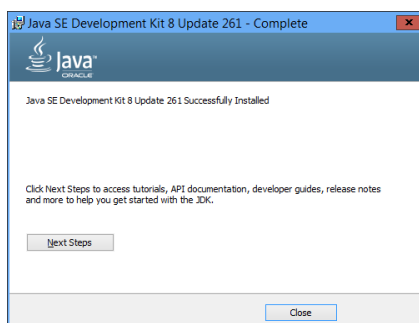 Java SE Development Kit 8 Update 261 - Complete
Java™
ORACLE
Java SE Development Kit 8 Update 261 Successfully Installed
Click Next Steps to access tutorials, API documentation, developer guides, release notes
and more to help you get started with the JDK.
Next Steps
Close